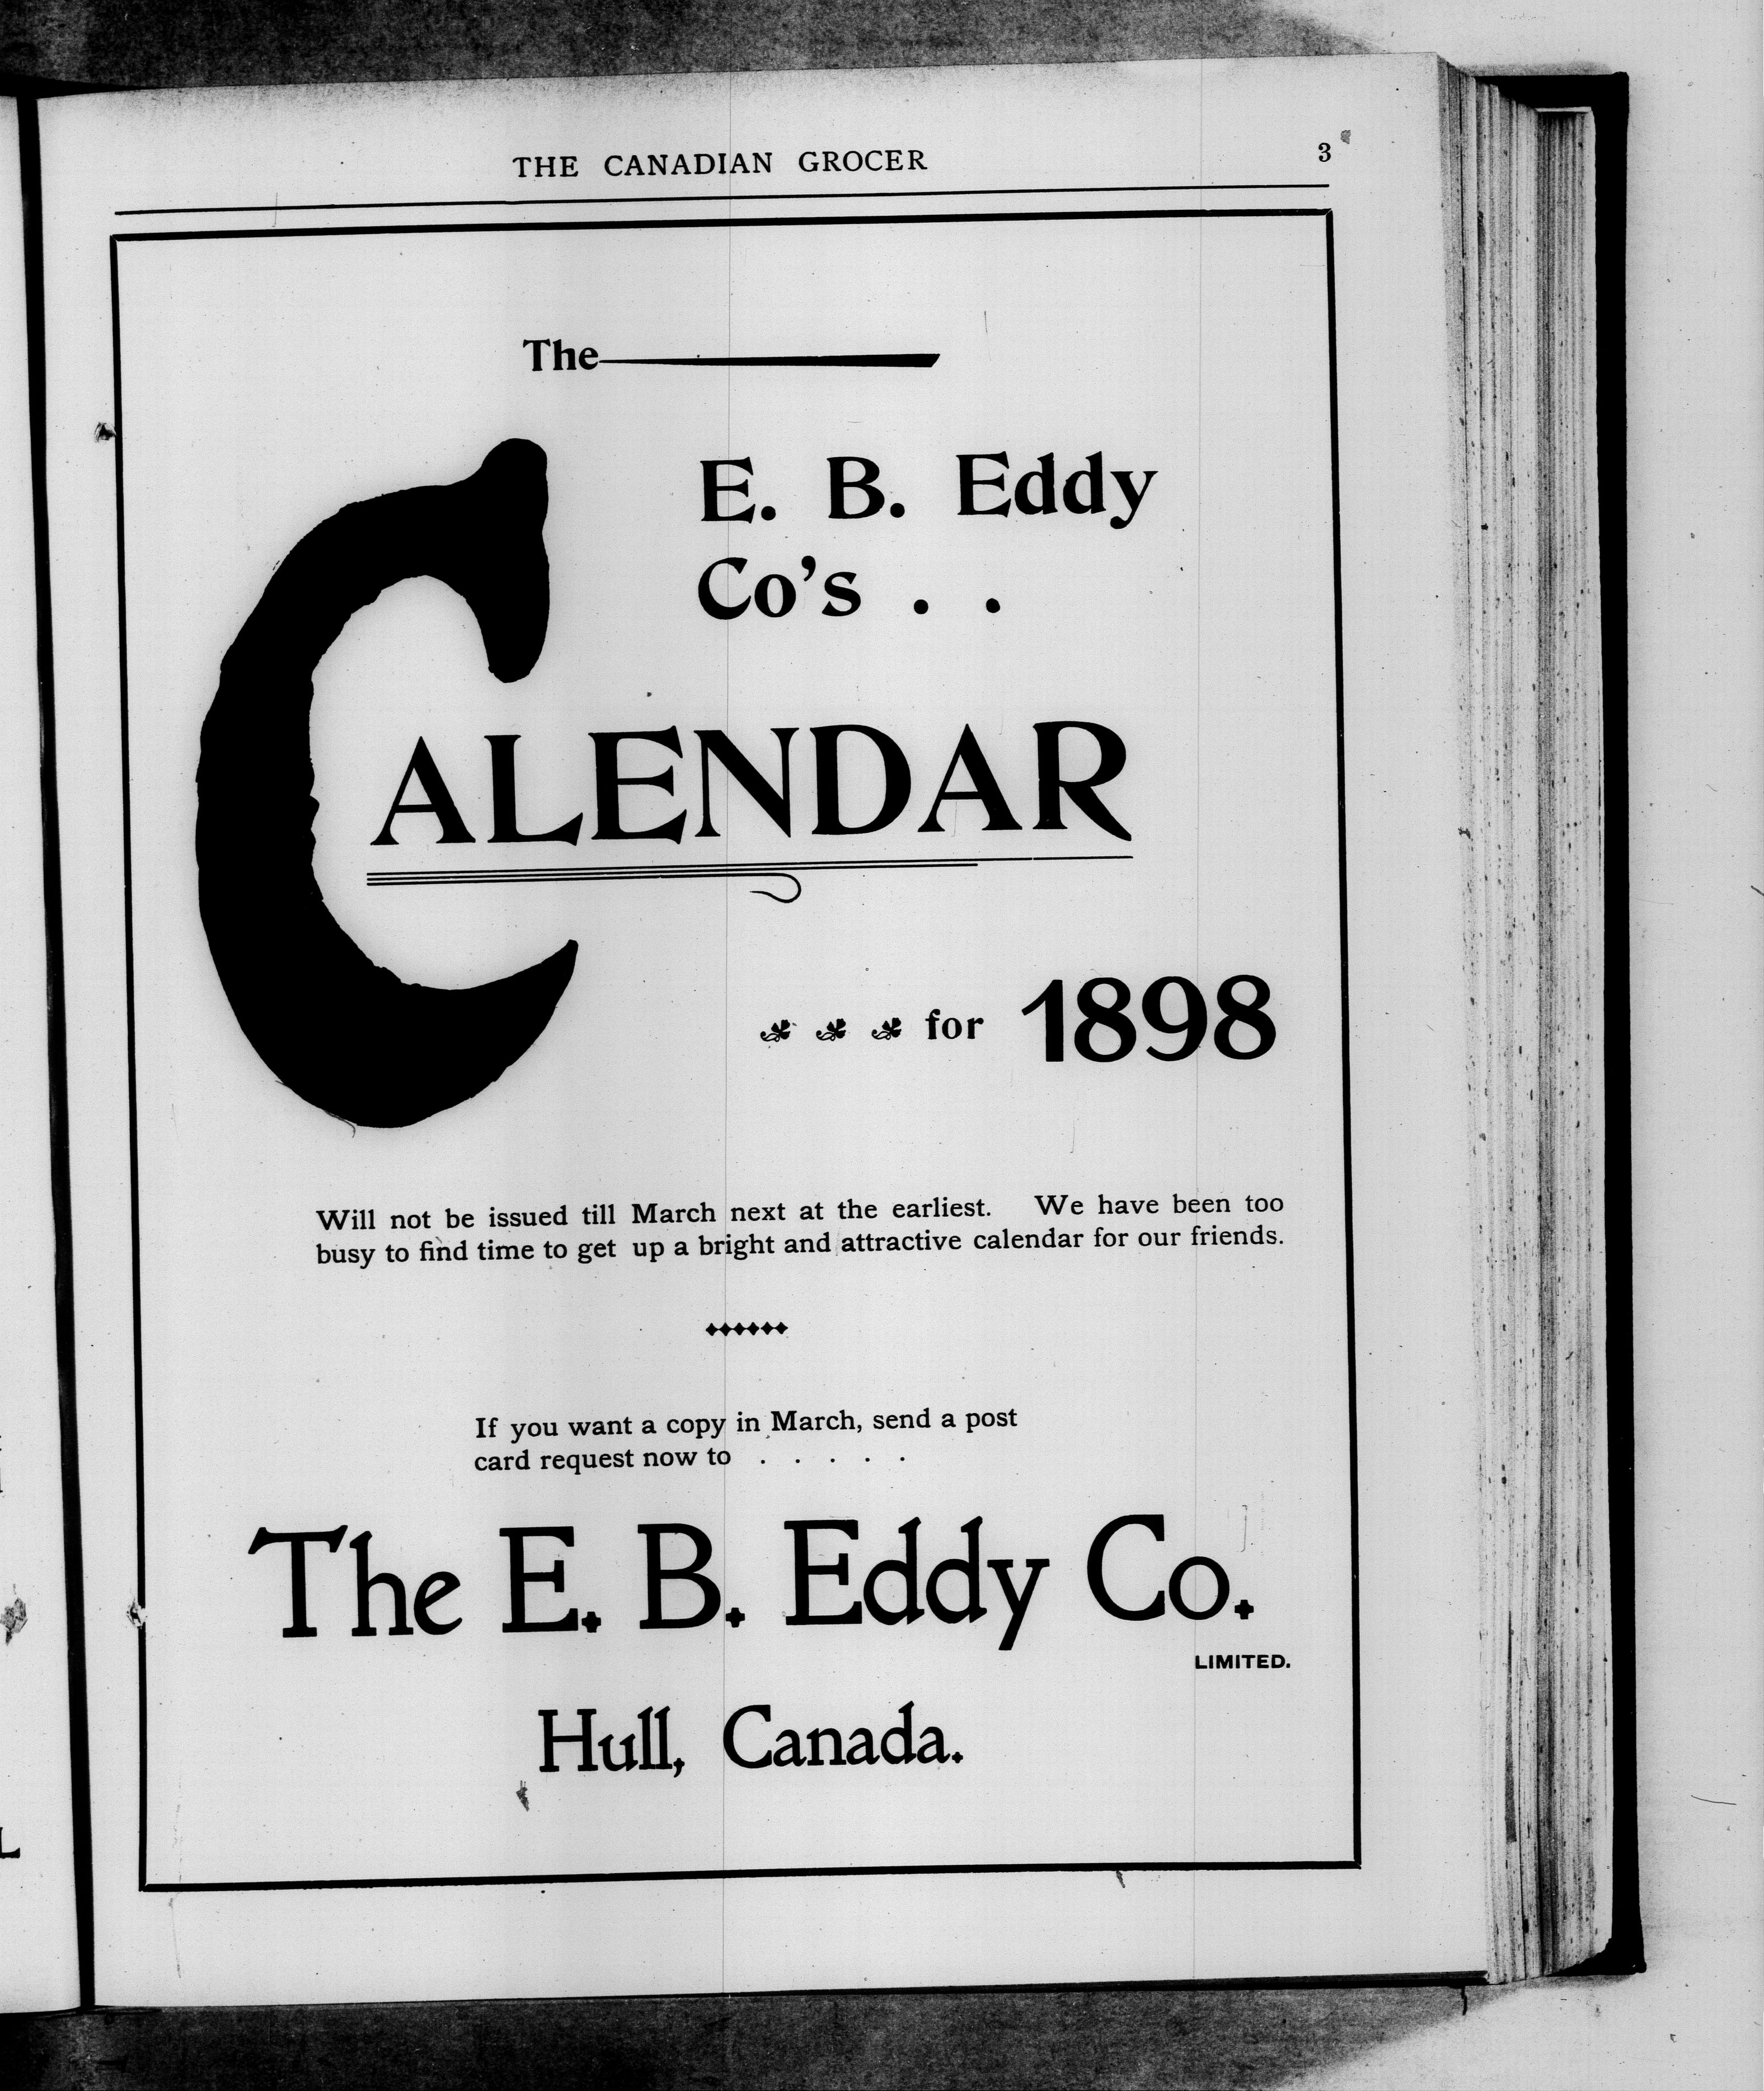 THE CANADIAN GROCER 3
The
E. B. Eddy
Co's . .
CALENDAR
for 1898
Will not be issued till March next at the earliest. We have been too
busy to find time to get up a bright and attractive calendar for our friends.
If you want a copy in March, send a post
card request now to . . . . .
The E. B. Eddy Co.
LIMITED.
Hull, Canada.